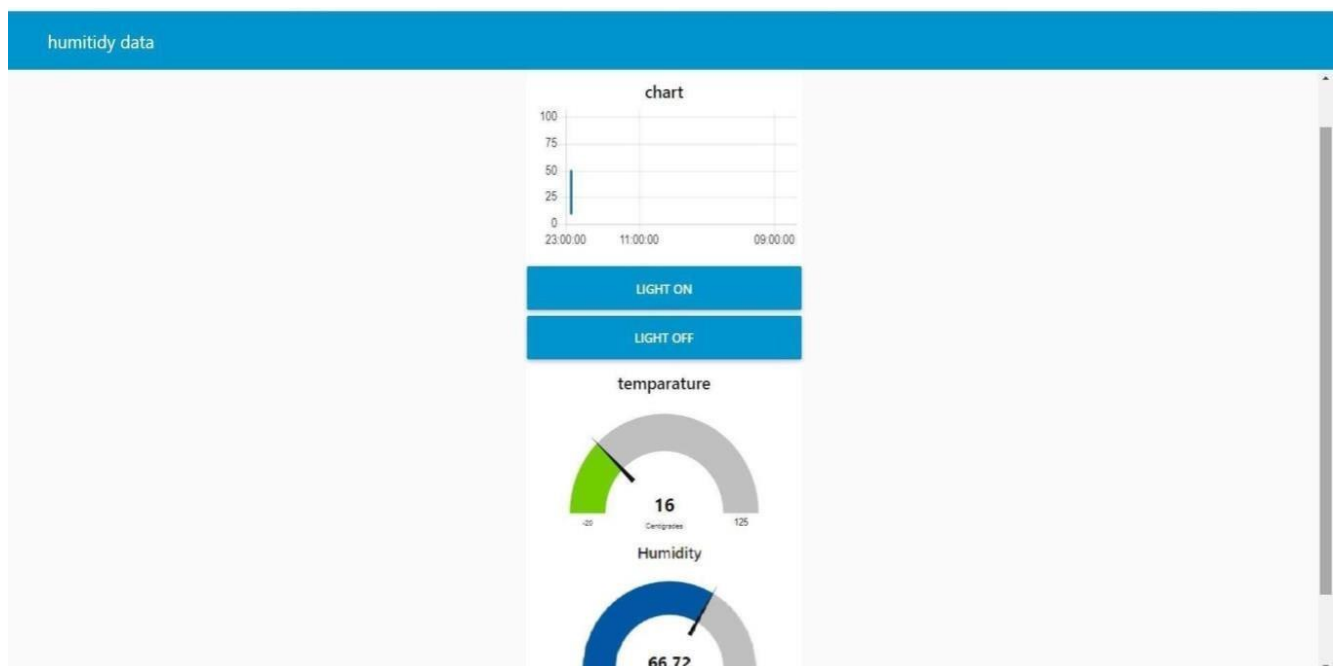 humitidy data
chart
100
75
50
25
0
23:00:00 11:00:00 09:00:00
LIGHT ON
LIGHT OFF
temparature
16
-20 Centigrades 125
Humidity
66.72